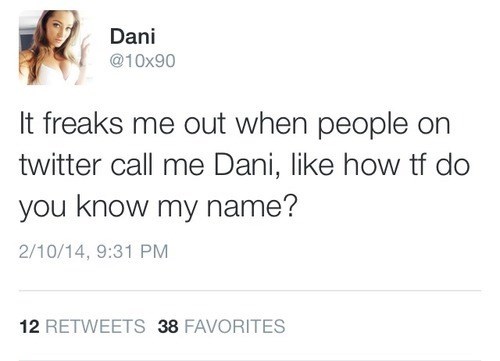 Dani
@10x90
It freaks me out when people on
twitter call me Dani, like how tf do
you know my name?
2/10/14, 9:31 PM
12 RETWEETS 38 FAVORITES